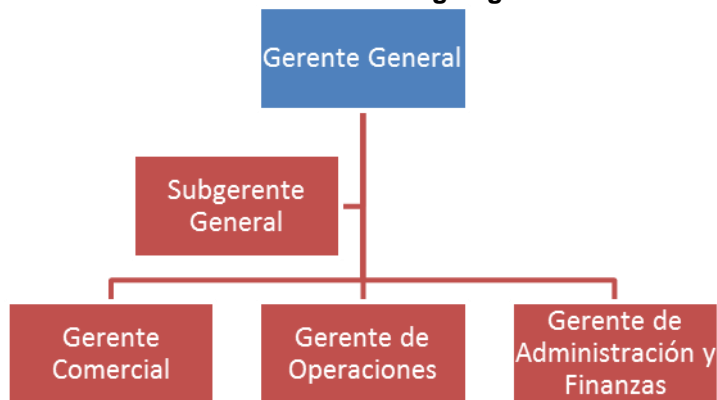 Gerente General
Subgerente
General
Gerente
Comercial
Gerente de
Operaciones
Gerente de
Administración y
Finanzas